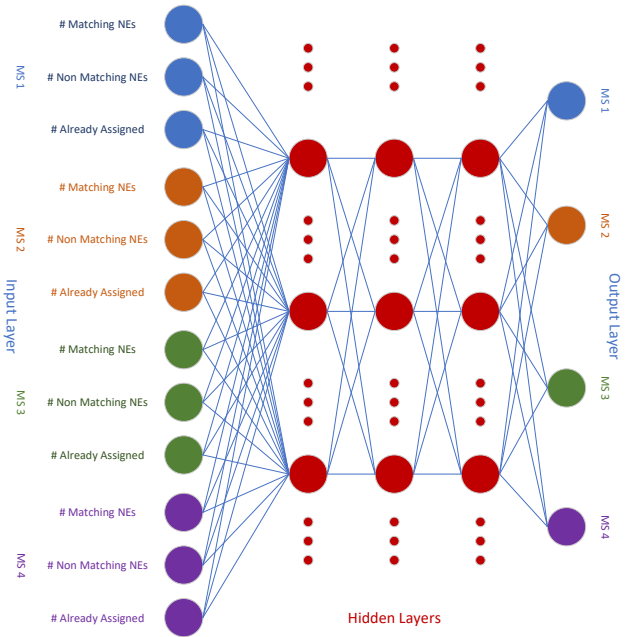 Input Layer
MS 1
# Matching NEs
# Non Matching NEs
# Already Assigned
MS 2
# Matching NEs
# Non Matching NEs
# Already Assigned
MS 3
# Matching NEs
# Non Matching NEs
# Already Assigned
MS 4
# Matching NEs
# Non Matching NEs
# Already Assigned
Hidden Layers
MS 1
MS 2
MS 3
MS 4
Output Layer